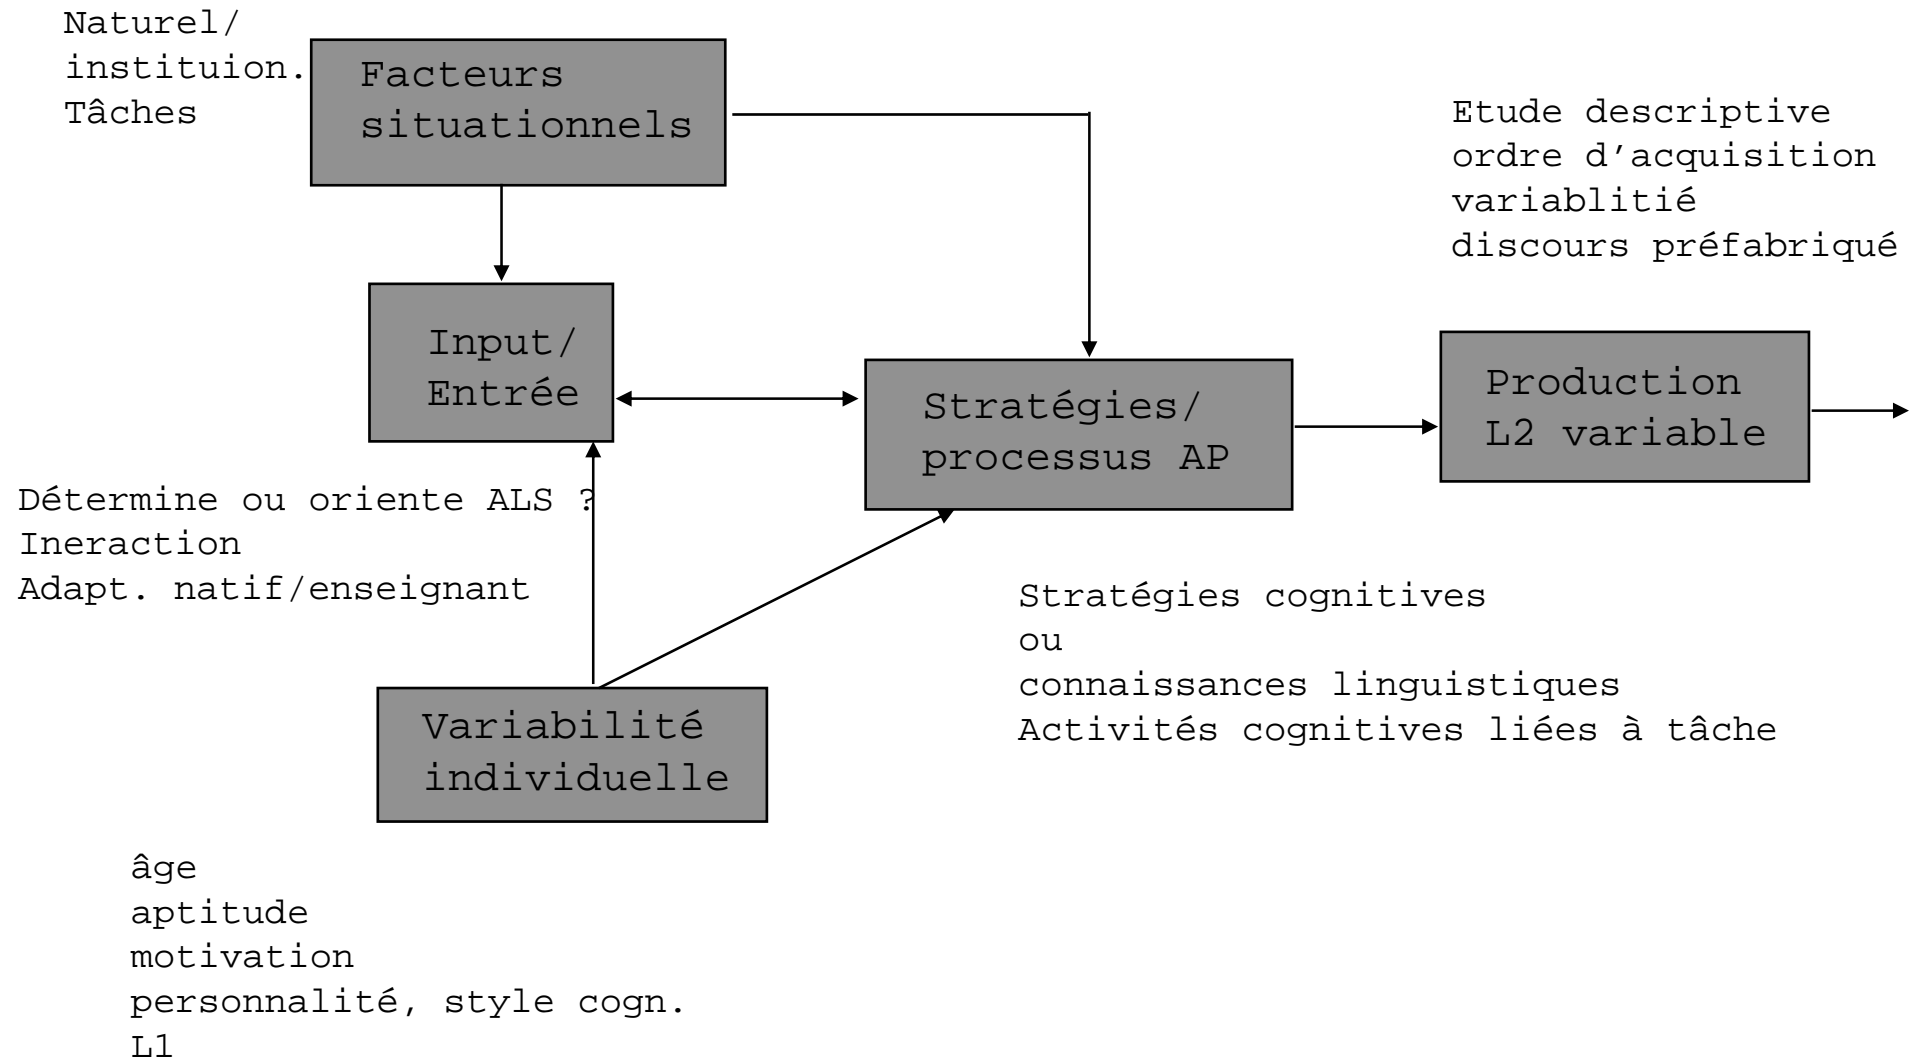 Naturel/
instituion.
Tâches
Facteurs
situationnels
Etude descriptive
ordre d’acquisition
variablitié
discours préfabriqué
Input/
Entrée
Stratégies/
processus AP
Production
L2 variable
Détermine ou oriente ALS ?
Ineraction
Adapt. natif/enseignant
Stratégies cognitives
ou
connaissances linguistiques
Activités cognitives liées à tâche
Variabilité
individuelle
âge
aptitude
motivation
personnalité, style cogn.
L1